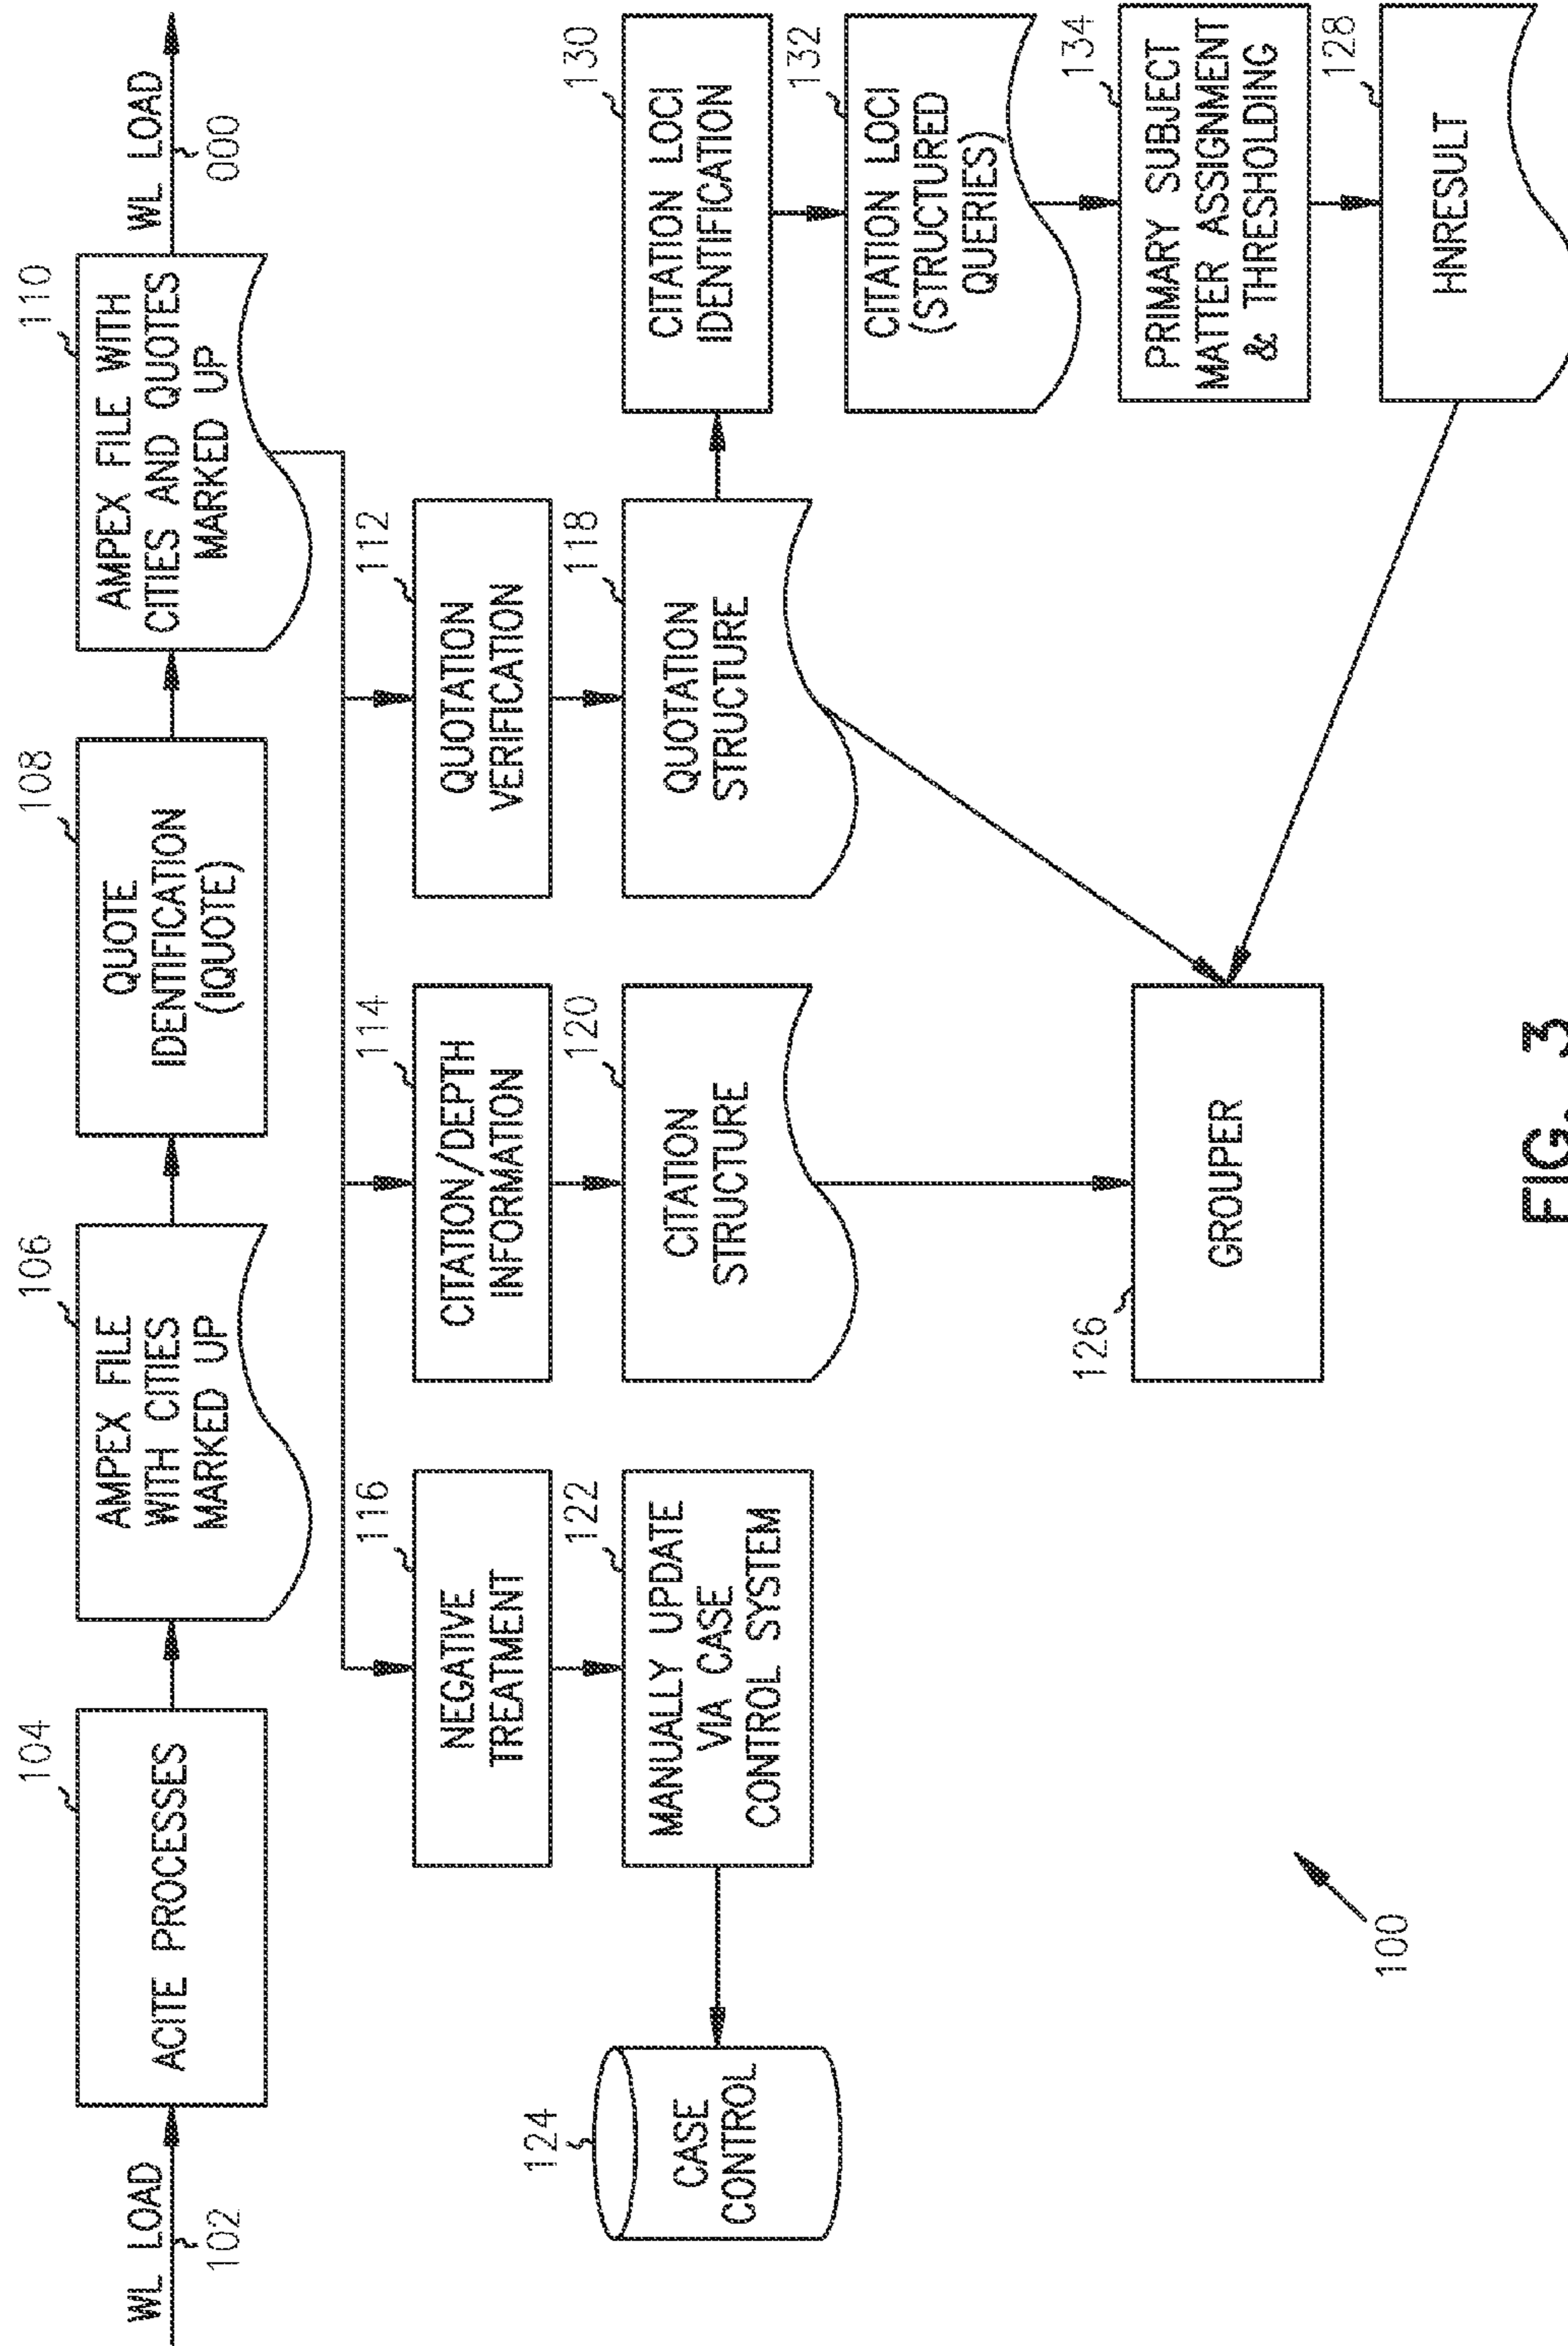 WL LOAD
102
104
ACITE PROCESSES
106
AMPEX FILE
WITH CITIES
MARKED UP
108
QUOTE
IDENTIFICATION
(IQUOTE)
110
AMPEX FILE WITH
CITIES AND QUOTES
MARKED UP
WL LOAD
000
116
NEGATIVE
TREATMENT
114
CITATION/DEPTH
INFORMATION
112
QUOTATION
VERIFICATION
124
CASE
CONTROL
122
MANUALLY UPDATE
VIA CASE
CONTROL SYSTEM
120
CITATION
STRUCTURE
118
QUOTATION
STRUCTURE
130
CITATION LOCI
IDENTIFICATION
132
CITATION LOCI
(STRUCTURED
QUERIES)
134
PRIMARY SUBJECT
MATTER ASSIGNMENT
& THRESHOLDING
128
HNRESULT
126
GROUPER
100
FIG. 3